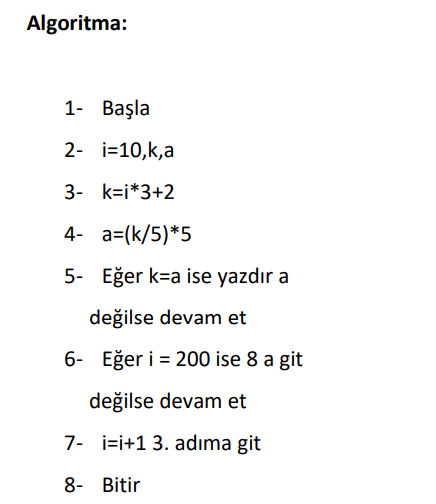 Algoritma:
1- Başla
2- i=10,k,a
3- k=i*3+2
4- a=(k/5)*5
5- Eğer k=a ise yazdır a
değilse devam et
6- Eğer i = 200 ise 8 a git
değilse devam et
7- i=i+1 3. adıma git
8- Bitir